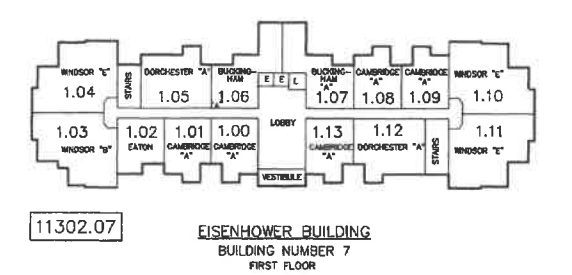 WINDSOR "E"
1.04
STAIRS
DORCHESTER "A"
1.05
BUCKING-
HAM
"A"
1.06
E E L
BUCKING-
HAM
"A"
1.07
CAMBRIDGE
"A"
1.08
CAMBRIDGE
"A"
1.09
WINDSOR "E"
1.10
1.03
WINDSOR "B"
1.02
EATON
1.01
CAMBRIDGE
"A"
1.00
CAMBRIDGE
"A"
LOBBY
VESTIBULE
1.13
CAMBRIDGE
"A"
1.12
DORCHESTER "A"
STAIRS
1.11
WINDSOR "E"
11302.07
EISENHOWER BUILDING
BUILDING NUMBER 7
FIRST FLOOR